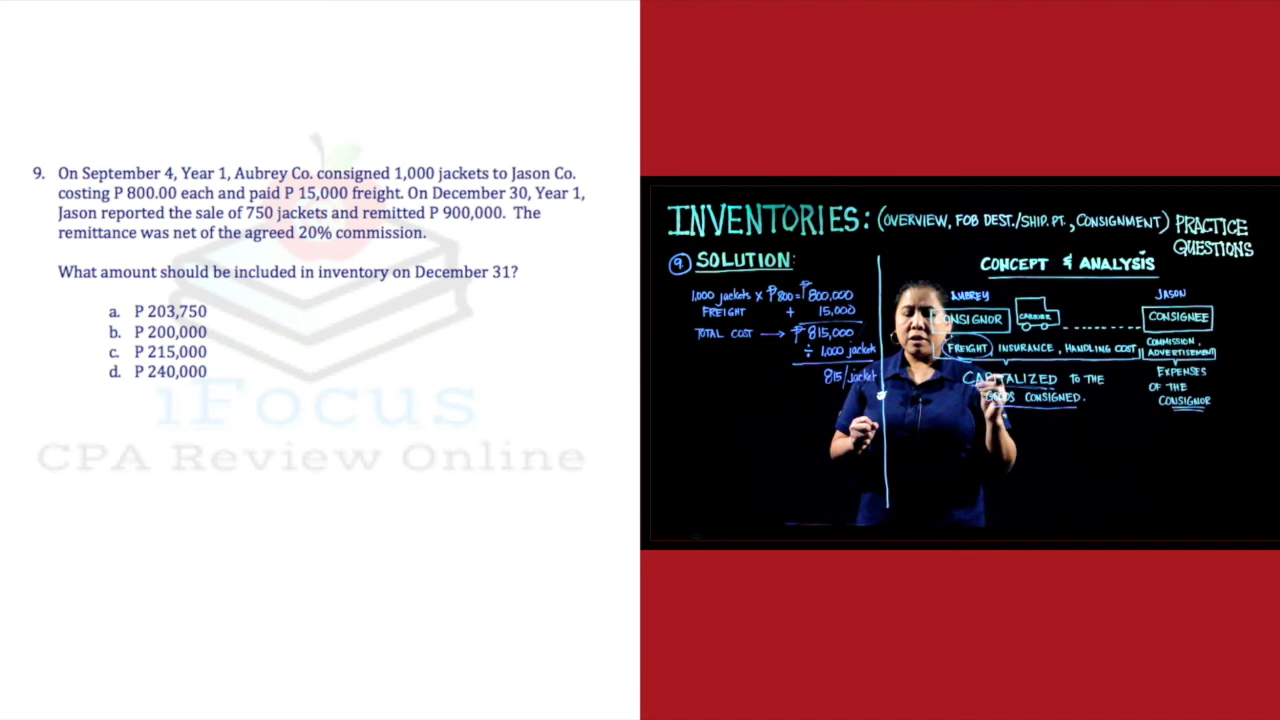 9. On September 4, Year 1, Aubrey Co. consigned 1,000 jackets to Jason Co.
costing P 800.00 each and paid P 15,000 freight. On December 30, Year 1,
Jason reported the sale of 750 jackets and remitted P 900,000. The
remittance was net of the agreed 20% commission.
What amount should be included in inventory on December 31?
a. P 203,750
b. P 200,000
c. P 215,000
d. P 240,000
iFocus
CPA Review Online
INVENTORIES: (OVERVIEW, FOB DEST./SHIP. PT., CONSIGNMENT) PRACTICE
QUESTIONS
9. SOLUTION:
1,000 jackets x ₱800 = ₱800,000
FREIGHT + 15,000
TOTAL COST → ₱815,000
÷ 1,000 jackets
815/jacket
CONCEPT & ANALYSIS
AUBREY
JASON
CONSIGNOR
CARRIER
CONSIGNEE
FREIGHT, INSURANCE, HANDLING COST
CAPITALIZED TO THE
GOODS CONSIGNED.
COMMISSION,
ADVERTISEMENT
EXPENSES
OF THE
CONSIGNOR